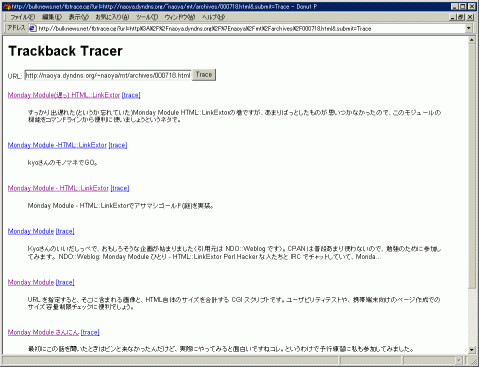 http://bulknews.net/lbtrace.cgi?url=http://naoya.dyndns.org/~naoya/mt/archives/000718.html&submit=Trace - Donut P
ファイル(F) 編集(E) 表示(V) お気に入り(A) ツール(T) ウィンドウ(W) ヘルプ(H)
アドレス http://bulknews.net/lbtrace.cgi?url=http%3A%2F%2Fnaoya.dyndns.org%2F%7Enaoya%2Fmt%2Farchives%2F000718.html&submit=Trace
Trackback Tracer
URL: http://naoya.dyndns.org/~naoya/mt/archives/000718.html Trace
Monday Module(遅っ) HTML::LinkExtor [trace]
すっかり出遅れた(というか忘れていた)Monday Module HTML::LinkExtorの巻ですが、あまりぱっとしたものが思いつかなかったので、このモジュールの
機能をコマンドラインから便利に使いましょうというネタで。
Monday Module -HTML::LinkExtor [trace]
kyoさんのモノマネでGO。
Monday Module - HTML::LinkExtor [trace]
Monday Module - HTML::LinkExtorでアサマシゴールド(謎)を実装。
Monday Module [trace]
Kyoさんのいいだしっぺで、おもしろそうな企画が始まりました(引用元は NDO::Weblog です)。CPANは普段あまり使わないので、勉強のために参加し
てみます。 NDO::Weblog: Monday Module ひとり - HTML::LinkExtor Perl Hacker な人たちと IRC でチャットしていて、Monda...
Monday Module [trace]
URLを指定すると、そこに含まれる画像と、HTML自体のサイズを合計する CGI スクリプトです。ユーザビリティテストや、携帯端末向けのページ作成での
サイズ容量制限チェックに便利でしょう。
Monday Module さんにん [trace]
最初にこの話を聞いたときはピンと来なかったんだけど、実際にやってみると面白いですねコレ。というわけで予行練習に私も参加してみました。